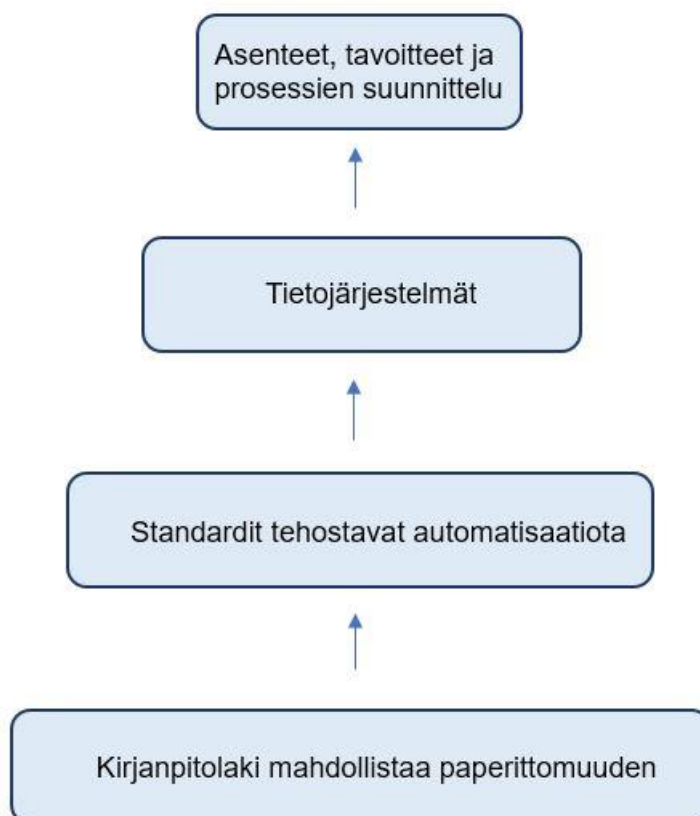 Asenteet, tavoitteet ja
prosessien suunnittelu
Tietojärjestelmät
Standardit tehostavat automatisaatiota
Kirjanpitolaki mahdollistaa paperittomuuden